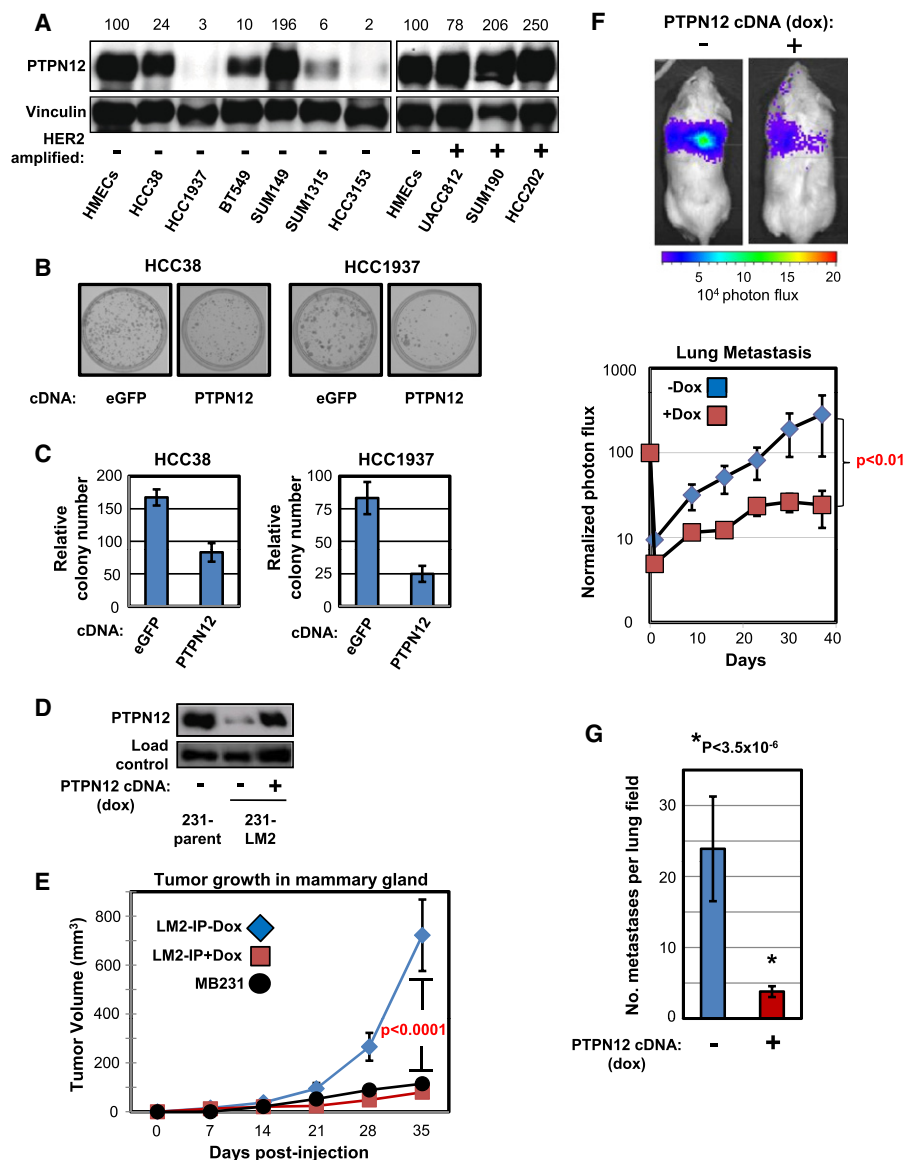 A
100 24 3 10 196 6 2 100 78 206 250
PTPN12
Vinculin
HER2
amplified:
- - - - - - - - + + +
HMECs HCC38 HCC1937 BT549 SUM149 SUM1315 HCC3153 HMECs UACC812 SUM190 HCC202
B
HCC38 HCC1937
cDNA: eGFP PTPN12 eGFP PTPN12
C
HCC38
Relative
colony number
200
150
100
50
0
cDNA:
eGFP PTPN12
HCC1937
Relative
colony number
100
75
50
25
0
cDNA:
eGFP PTPN12
D
PTPN12
Load
control
PTPN12 cDNA: - - +
(dox)
231-
parent
231-
LM2
E
Tumor growth in mammary gland
Tumor Volume (mm³)
800
600
400
200
0
LM2-IP-Dox
LM2-IP+Dox
MB231
p<0.0001
0 7 14 21 28 35
Days post-injection
F
PTPN12 cDNA (dox):
- +
5 10 15 20
10⁴ photon flux
Lung Metastasis
Normalized photon flux
1000
100
10
0
-Dox
+Dox
p<0.01
0 10 20 30 40
Days
G
*P<3.5x10⁻⁶
No. metastases per lung field
30
20
10
0
*
PTPN12 cDNA: - +
(dox)